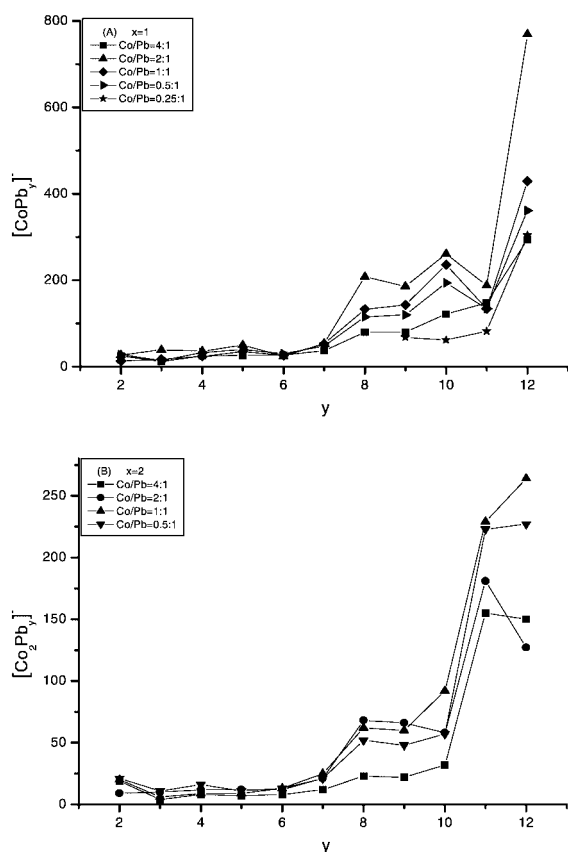 (A) x=1
Co/Pb=4:1
Co/Pb=2:1
Co/Pb=1:1
Co/Pb=0.5:1
Co/Pb=0.25:1
800
600
400
200
0
[CoPb_y]^-
2 4 6 8 10 12
y
(B) x=2
Co/Pb=4:1
Co/Pb=2:1
Co/Pb=1:1
Co/Pb=0.5:1
250
200
150
100
50
0
[Co_2Pb_y]^-
2 4 6 8 10 12
y